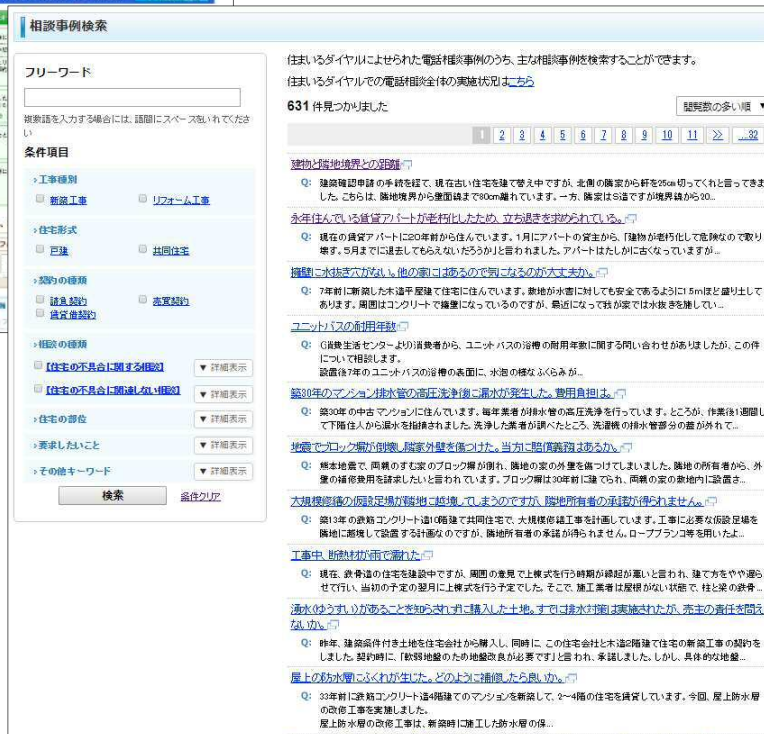 相談事例検索
フリーワード
複数語を入力する場合には、語間にスペースをいれてくださ
い
条件項目
工事種別
新築工事
リフォーム工事
住宅形式
戸建
共同住宅
契約の種類
請負契約
売買契約
賃貸借契約
相談の種類
【住宅の不具合に関する相談】
▼ 詳細表示
【住宅の不具合に関連しない相談】
▼ 詳細表示
住宅の部位
▼ 詳細表示
要求したいこと
▼ 詳細表示
その他キーワード
▼ 詳細表示
検索
条件クリア
住まいるダイヤルによせられた電話相談事例のうち、主な相談事例を検索することができます。
住まいるダイヤルでの電話相談全体の実施状況はこちら
631 件見つかりました
閲覧数の多い順 ▼
1 2 3 4 5 6 7 8 9 10 11 ≫ ...32
建物と隣地境界との距離
Q: 建築確認申請の手続を経て、現在古い住宅を建て替え中ですが、北側の隣家から軒を25cm切ってくれと言ってきま
した。こちらは、隣地境界から壁面線まで80cm離れています。一方、隣家はS造ですが境界線から20...
永年住んでいる賃貸アパートが老朽化したため、立ち退きを求められている。
Q: 現在の賃貸アパートに20年前から住んでいます。1月にアパートの貸主から、「建物が老朽化して危険なので取り
壊す。5月までに退去してもらえないだろうか」と言われました。アパートはたしかに古くなっていますが...
擁壁に水抜き穴がない。他の家にはあるので気になるのが大丈夫か。
Q: 7年前に新築した木造平屋建て住宅に住んでいます。敷地が水害に対しても安全であるように1.5mほど盛り土して
あります。周囲はコンクリートで擁壁になっているのですが、最近になって我が家では水抜きを施してい...
ユニットバスの耐用年数
Q: G消費生活センターより)消費者から、ユニットバスの浴槽の耐用年数に関する問い合わせがありましたが、この件
について相談します。
設置後7年のユニットバスの浴槽の表面に、水泡の様なふくらみが...
築30年のマンション排水管の高圧洗浄後に漏水が発生した。費用負担は。
Q: 築30年の中古マンションに住んでいます。毎年業者が排水管の高圧洗浄を行っています。ところが、作業後1週間し
て下階住人から漏水を指摘されました。洗浄した業者が調べたところ、洗濯機の排水管部分の蓋が外れて...
地震でブロック塀が倒壊し隣家外壁を傷つけた。当方に賠償義務はあるか。
Q: 熊本地震で、両親のすむ家のブロック塀が倒れ、隣地の家の外壁を傷つけてしまいました。隣地の所有者から、外
壁の補修費用を請求したいと言われています。ブロック塀は30年前に建てられ、両親の家の敷地内に設置さ...
大規模修繕の仮設足場が隣地に越境してしまうのですが、隣地所有者の承諾が得られません。
Q: 築13年の鉄筋コンクリート造10階建て共同住宅で、大規模修繕工事を計画しています。工事に必要な仮設足場を
隣地に越境して設置する計画なのですが、隣地所有者の承諾が得られません。ロープブランコ等を用いたよ...
工事中、断熱材が雨で濡れた
Q: 現在、鉄骨造の住宅を建設中ですが、周囲の意見で上棟式を行う時期が縁起が悪いと言われ、建て方をやや遅ら
せて行い、当初の予定の翌月に上棟式を行う予定でした。そこで、施工業者は屋根がない状態で、柱と梁の鉄骨...
湧水(ゆうすい)があることを知らされずに購入した土地。すでに排水対策は実施されたが、売主の責任を問え
ないか。
Q: 昨年、建築条件付き土地を住宅会社から購入し、同時に、この住宅会社と木造2階建て住宅の新築工事の契約を
しました。契約時に、「軟弱地盤のため地盤改良が必要です」と言われ、承諾しました。しかし、具体的な地盤...
屋上の防水層にふくれが生じた。どのように補修したら良いか。
Q: 33年前に鉄筋コンクリート造4階建てのマンションを新築して、2〜4階の住宅を賃貸しています。今回、屋上防水層
の改修工事を実施しました。
屋上防水層の改修工事は、新築時に施工した防水層の保...